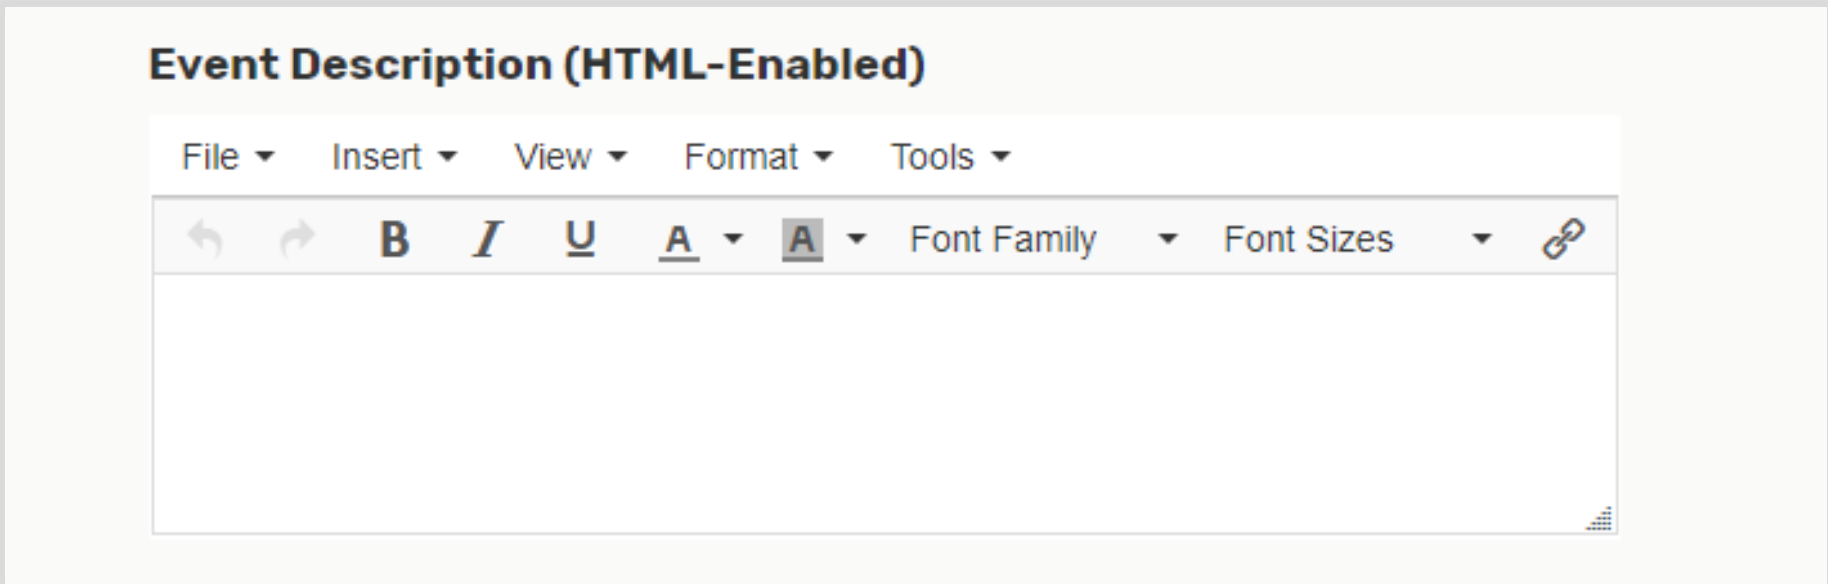 Event Description (HTML-Enabled)
File Insert View Format Tools
B I U A A Font Family Font Sizes